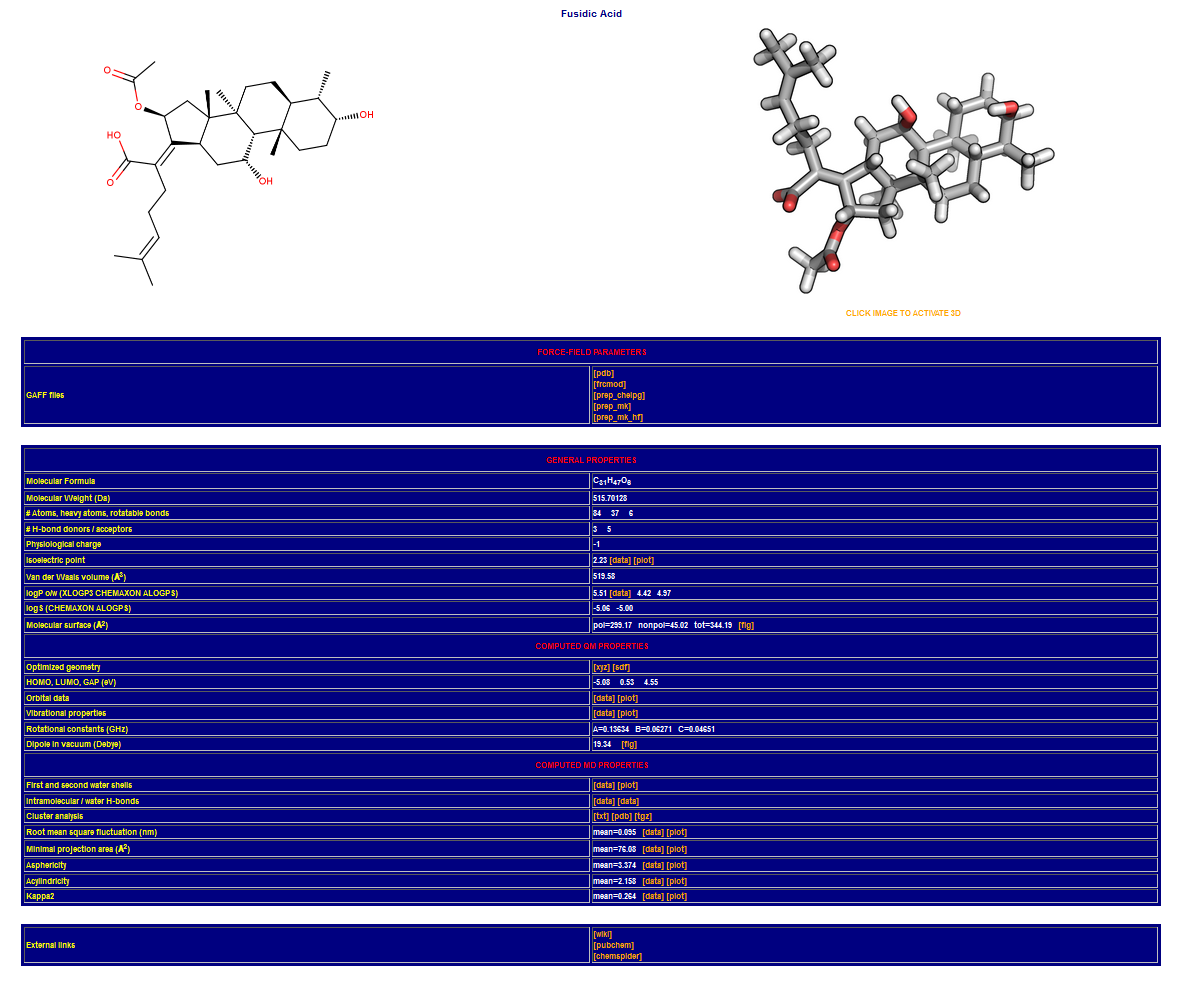 Fusidic Acid
O
O
HO
O
OH
OH
CLICK IMAGE TO ACTIVATE 3D
FORCE-FIELD PARAMETERS
GAFF files
[pdb]
[frcmod]
[prep_chelpg]
[prep_mk]
[prep_mk_hf]
GENERAL PROPERTIES
Molecular Formula C31H47O6
Molecular Weight (Da) 515.70128
# Atoms, heavy atoms, rotatable bonds 84 37 6
# H-bond donors / acceptors 3 5
Physiological charge -1
Isoelectric point 2.23 [data] [plot]
Van der Waals volume (A3) 519.58
logP o/w (XLOGP3 CHEMAXON ALOGPS) 5.51 [data] 4.42 4.97
logS (CHEMAXON ALOGPS) -5.06 -5.00
Molecular surface (A2) pol=299.17 nonpol=45.02 tot=344.19 [fig]
COMPUTED QM PROPERTIES
Optimized geometry [xyz] [sdf]
HOMO, LUMO, GAP (eV) -5.08 0.53 4.55
Orbital data [data] [plot]
Vibrational properties [data] [plot]
Rotational constants (GHz) A=0.13634 B=0.06271 C=0.04651
Dipole in vacuum (Debye) 19.34 [fig]
COMPUTED MD PROPERTIES
First and second water shells [data] [plot]
Intramolecular / water H-bonds [data] [data]
Cluster analysis [txt] [pdb] [tgz]
Root mean square fluctuation (nm) mean=0.095 [data] [plot]
Minimal projection area (A2) mean=76.08 [data] [plot]
Asphericity mean=3.374 [data] [plot]
Acylindricity mean=2.158 [data] [plot]
Kappa2 mean=0.264 [data] [plot]
External links
[wiki]
[pubchem]
[chemspider]